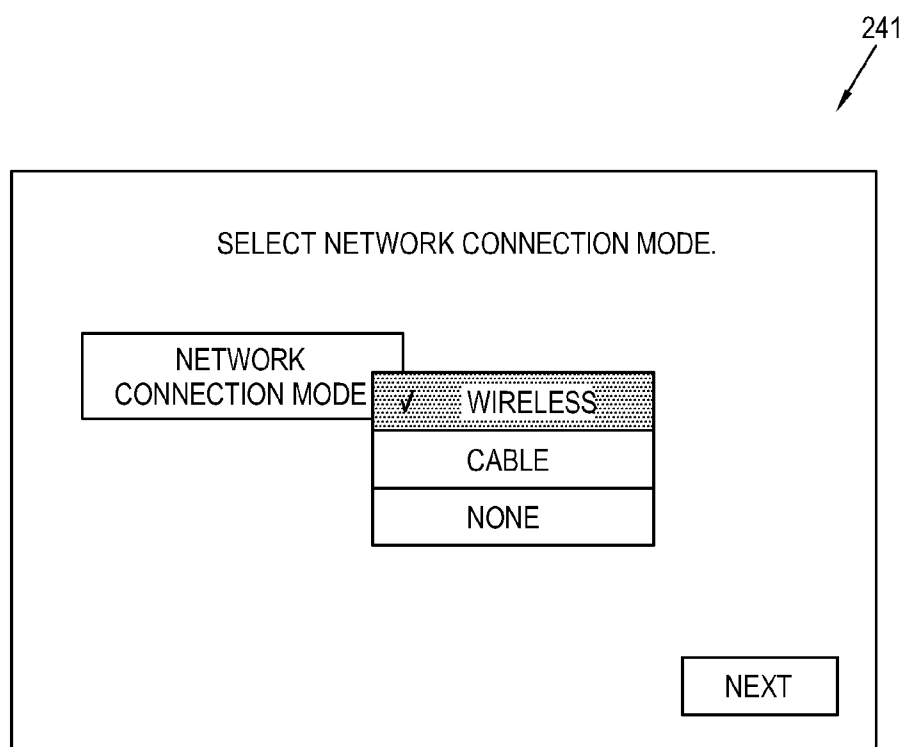 241
SELECT NETWORK CONNECTION MODE.
NETWORK
CONNECTION MODE
√ WIRELESS
CABLE
NONE
NEXT